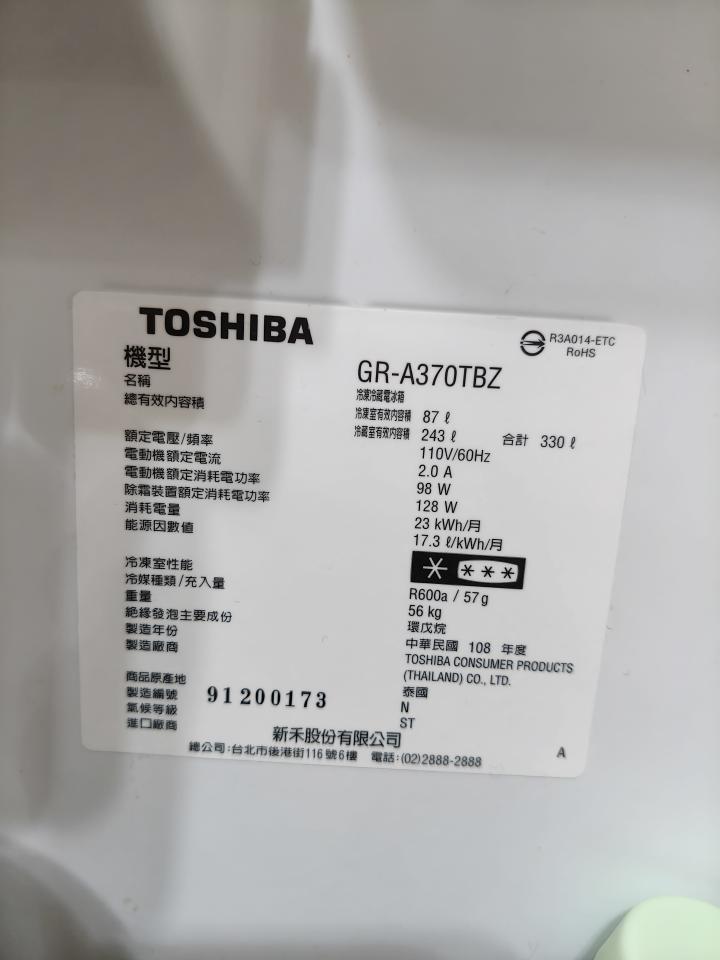 TOSHIBA
R3A014-ETC
RoHS
機型 GR-A370TBZ
名稱 冷凍冷藏電冰箱
總有效內容積 冷凍室有效內容積 87 ℓ
冷藏室有效內容積 243 ℓ 合計 330 ℓ
額定電壓/頻率 110V/60Hz
電動機額定電流 2.0 A
電動機額定消耗電功率 98 W
除霜裝置額定消耗電功率 128 W
消耗電量 23 kWh/月
能源因數值 17.3 ℓ/kWh/月
冷凍室性能
冷媒種類/充入量 R600a / 57 g
重量 56 kg
絕緣發泡主要成份 環戊烷
製造年份 中華民國 108 年度
製造廠商 TOSHIBA CONSUMER PRODUCTS
(THAILAND) CO., LTD.
商品原產地 泰國
製造編號 91200173
氣候等級 N
ST
進口廠商 新禾股份有限公司
總公司:台北市後港街116號6樓 電話:(02)2888-2888
A